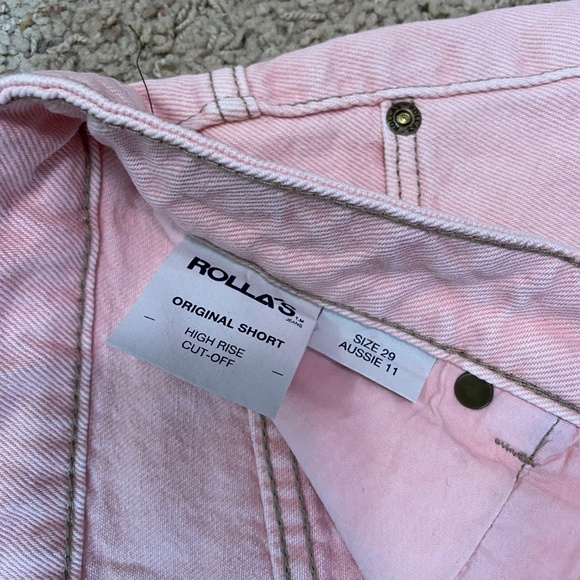 ROLLA'S T.M
JEANS
ORIGINAL SHORT
HIGH RISE
CUT-OFF
SIZE 29
AUSSIE 11